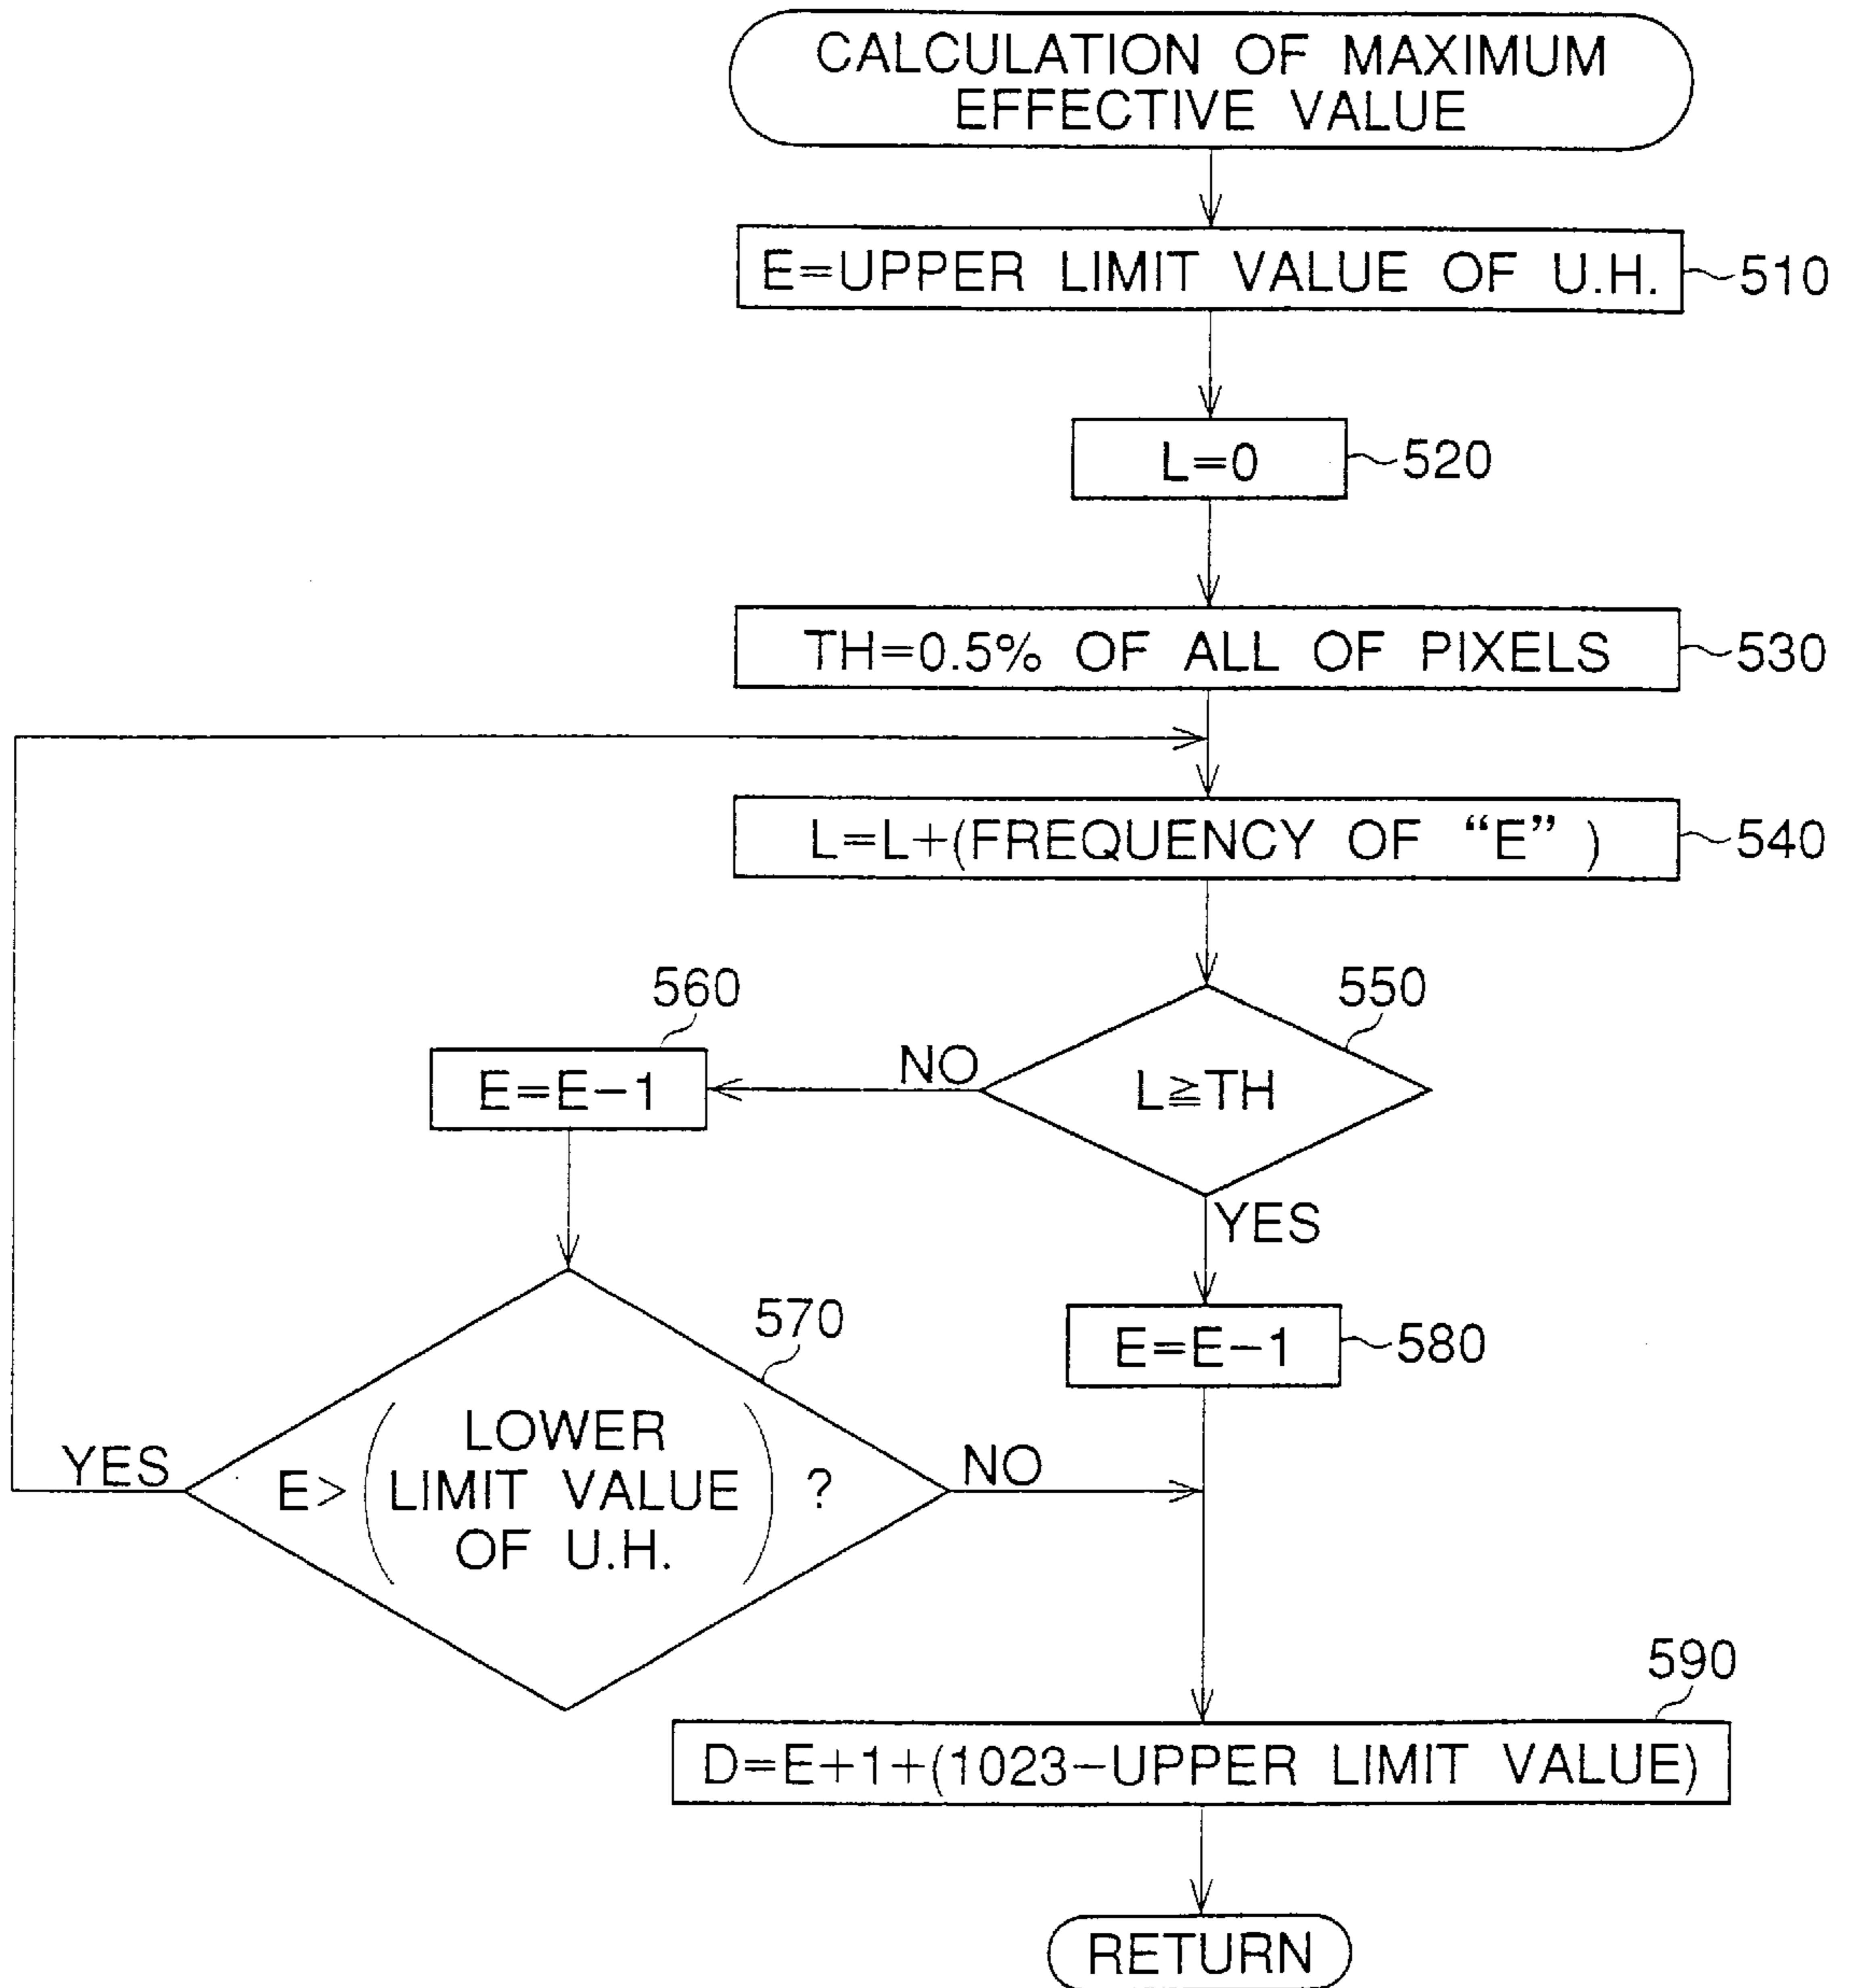 CALCULATION OF MAXIMUM
EFFECTIVE VALUE
E=UPPER LIMIT VALUE OF U.H.
510
L=0
520
TH=0.5% OF ALL OF PIXELS
530
L=L+(FREQUENCY OF “E” )
540
550
L≧TH
NO
YES
560
E=E−1
570
E> ( LOWER
LIMIT VALUE
OF U.H. ) ?
YES
NO
E=E−1
580
590
D=E+1+(1023−UPPER LIMIT VALUE)
RETURN